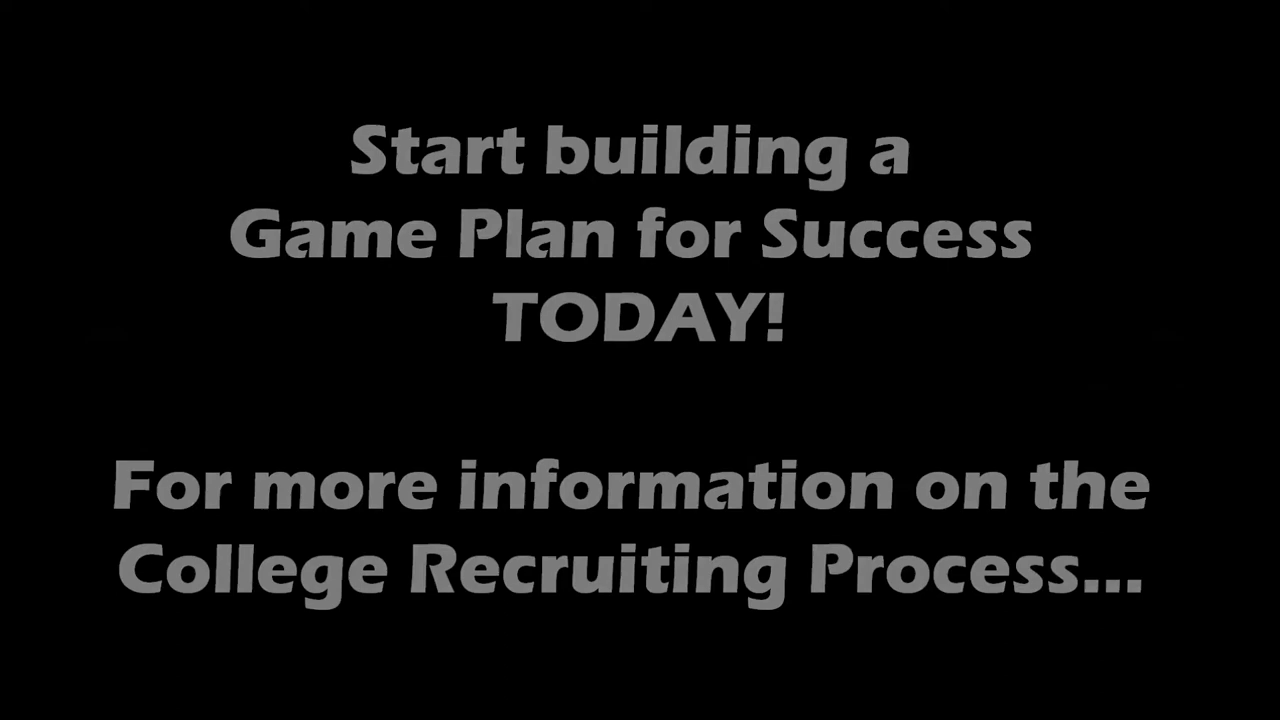 Start building a
Game Plan for Success
TODAY!
For more information on the
College Recruiting Process...